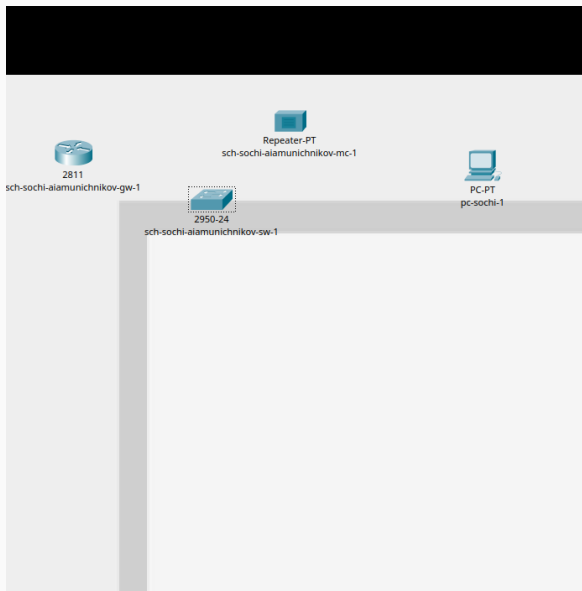 Repeater-PT
sch-sochi-aiamunichnikov-mc-1
2811
sch-sochi-aiamunichnikov-gw-1
PC-PT
pc-sochi-1
2950-24
sch-sochi-aiamunichnikov-sw-1